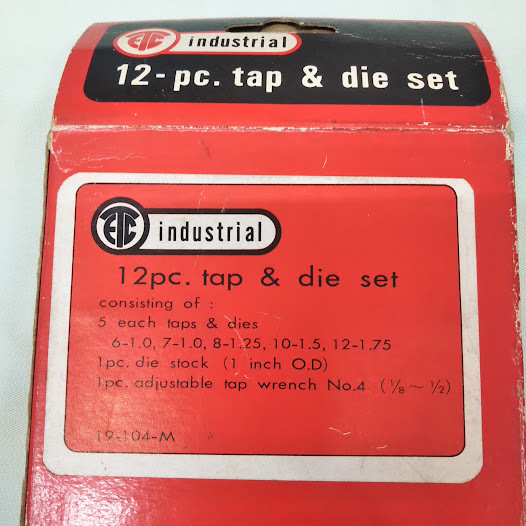 ETC industrial
12-pc. tap & die set
ETC industrial
12pc. tap & die set
consisting of :
5 each taps & dies
6-1.0, 7-1.0, 8-1.25, 10-1.5, 12-1.75
1pc. die stock (1 inch O.D)
1pc. adjustable tap wrench No.4 (⅛～½)
19-104-M